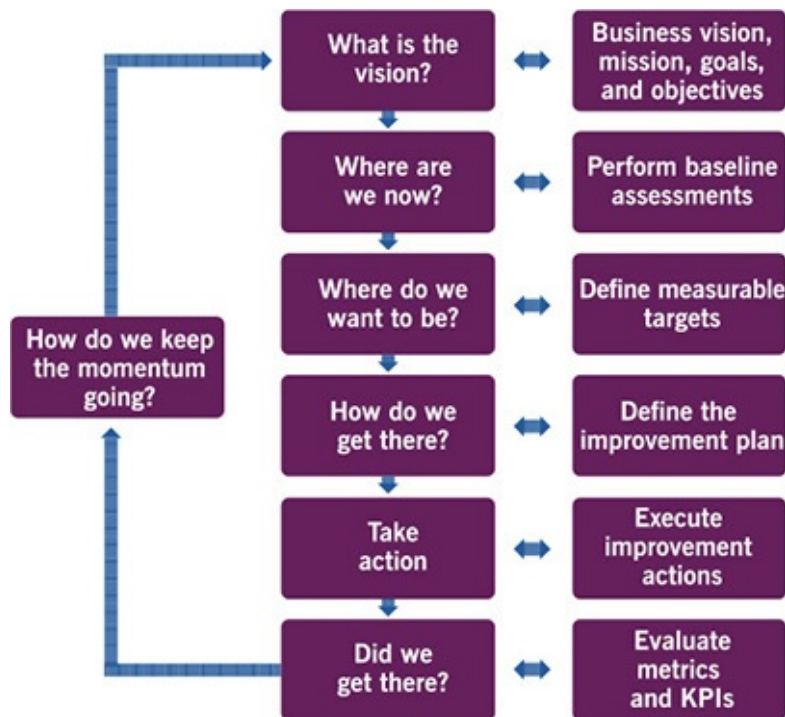 What is the
vision?
Business vision,
mission, goals,
and objectives
Where are
we now?
Perform baseline
assessments
Where do we
want to be?
Define measurable
targets
How do we keep
the momentum
going?
How do we
get there?
Define the
improvement plan
Take
action
Execute
improvement
actions
Did we
get there?
Evaluate
metrics
and KPIs